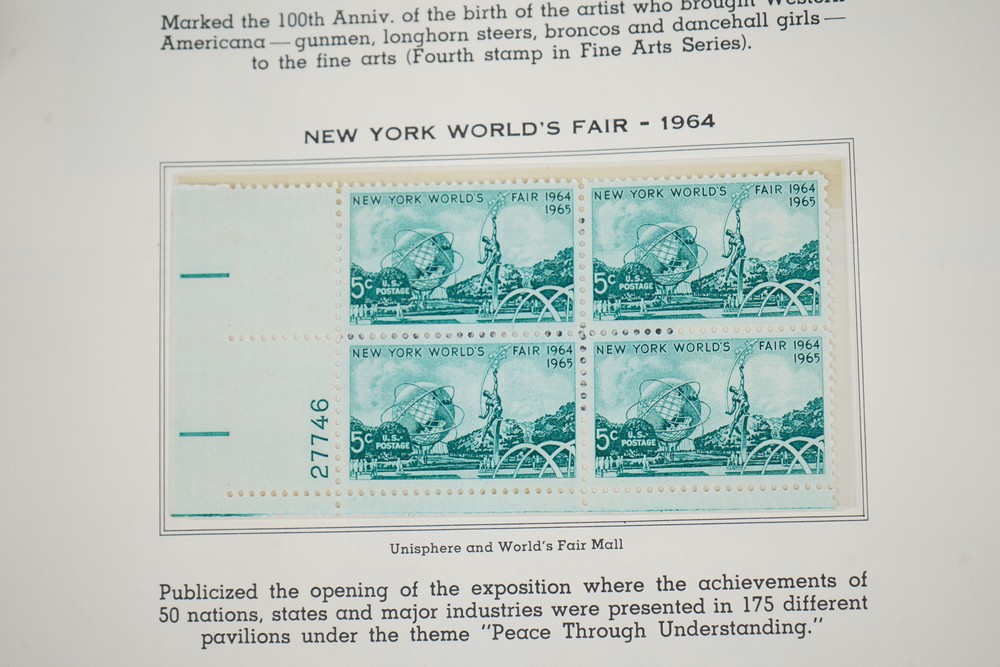 Marked the 100th Anniv. of the birth of the artist who brought Western
Americana — gunmen, longhorn steers, broncos and dancehall girls —
to the fine arts (Fourth stamp in Fine Arts Series).
NEW YORK WORLD'S FAIR - 1964
NEW YORK WORLD'S FAIR 1964
1965
5c U.S.
POSTAGE
NEW YORK WORLD'S FAIR 1964
1965
5c U.S.
POSTAGE
NEW YORK WORLD'S FAIR 1964
1965
5c U.S.
POSTAGE
NEW YORK WORLD'S FAIR 1964
1965
5c U.S.
POSTAGE
27746
Unisphere and World's Fair Mall
Publicized the opening of the exposition where the achievements of
50 nations, states and major industries were presented in 175 different
pavilions under the theme "Peace Through Understanding."